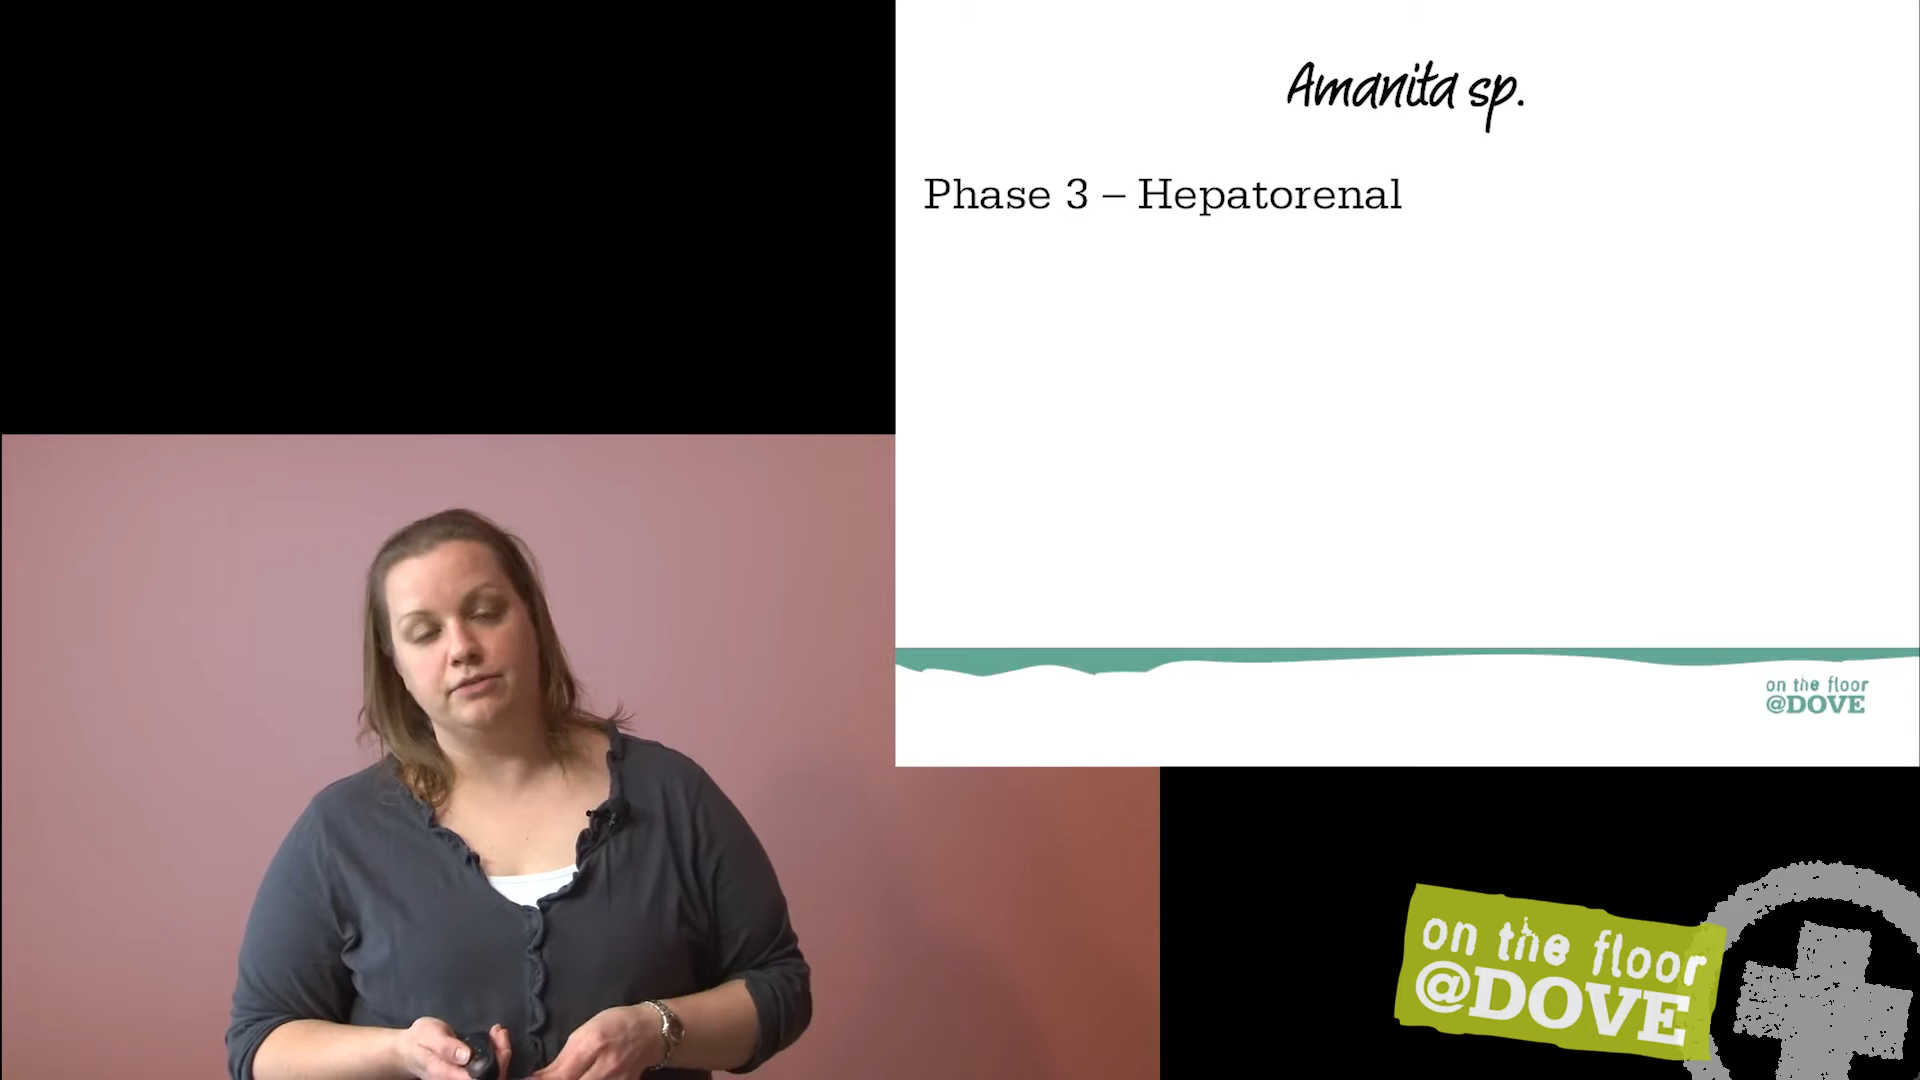 Amanita sp.
Phase 3 – Hepatorenal
on the floor
@DOVE
on the floor
@DOVE